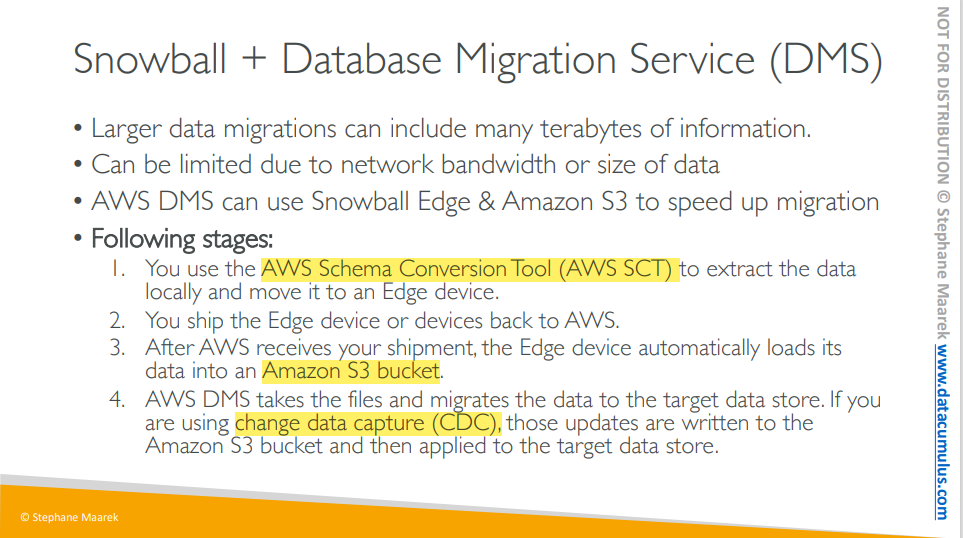 Snowball + Database Migration Service (DMS)
• Larger data migrations can include many terabytes of information.
• Can be limited due to network bandwidth or size of data
• AWS DMS can use Snowball Edge & Amazon S3 to speed up migration
• Following stages:
1. You use the AWS Schema Conversion Tool (AWS SCT) to extract the data
locally and move it to an Edge device.
2. You ship the Edge device or devices back to AWS.
3. After AWS receives your shipment, the Edge device automatically loads its
data into an Amazon S3 bucket.
4. AWS DMS takes the files and migrates the data to the target data store. If you
are using change data capture (CDC), those updates are written to the
Amazon S3 bucket and then applied to the target data store.
© Stephane Maarek
NOT FOR DISTRIBUTION © Stephane Maarek www.datacumulus.com